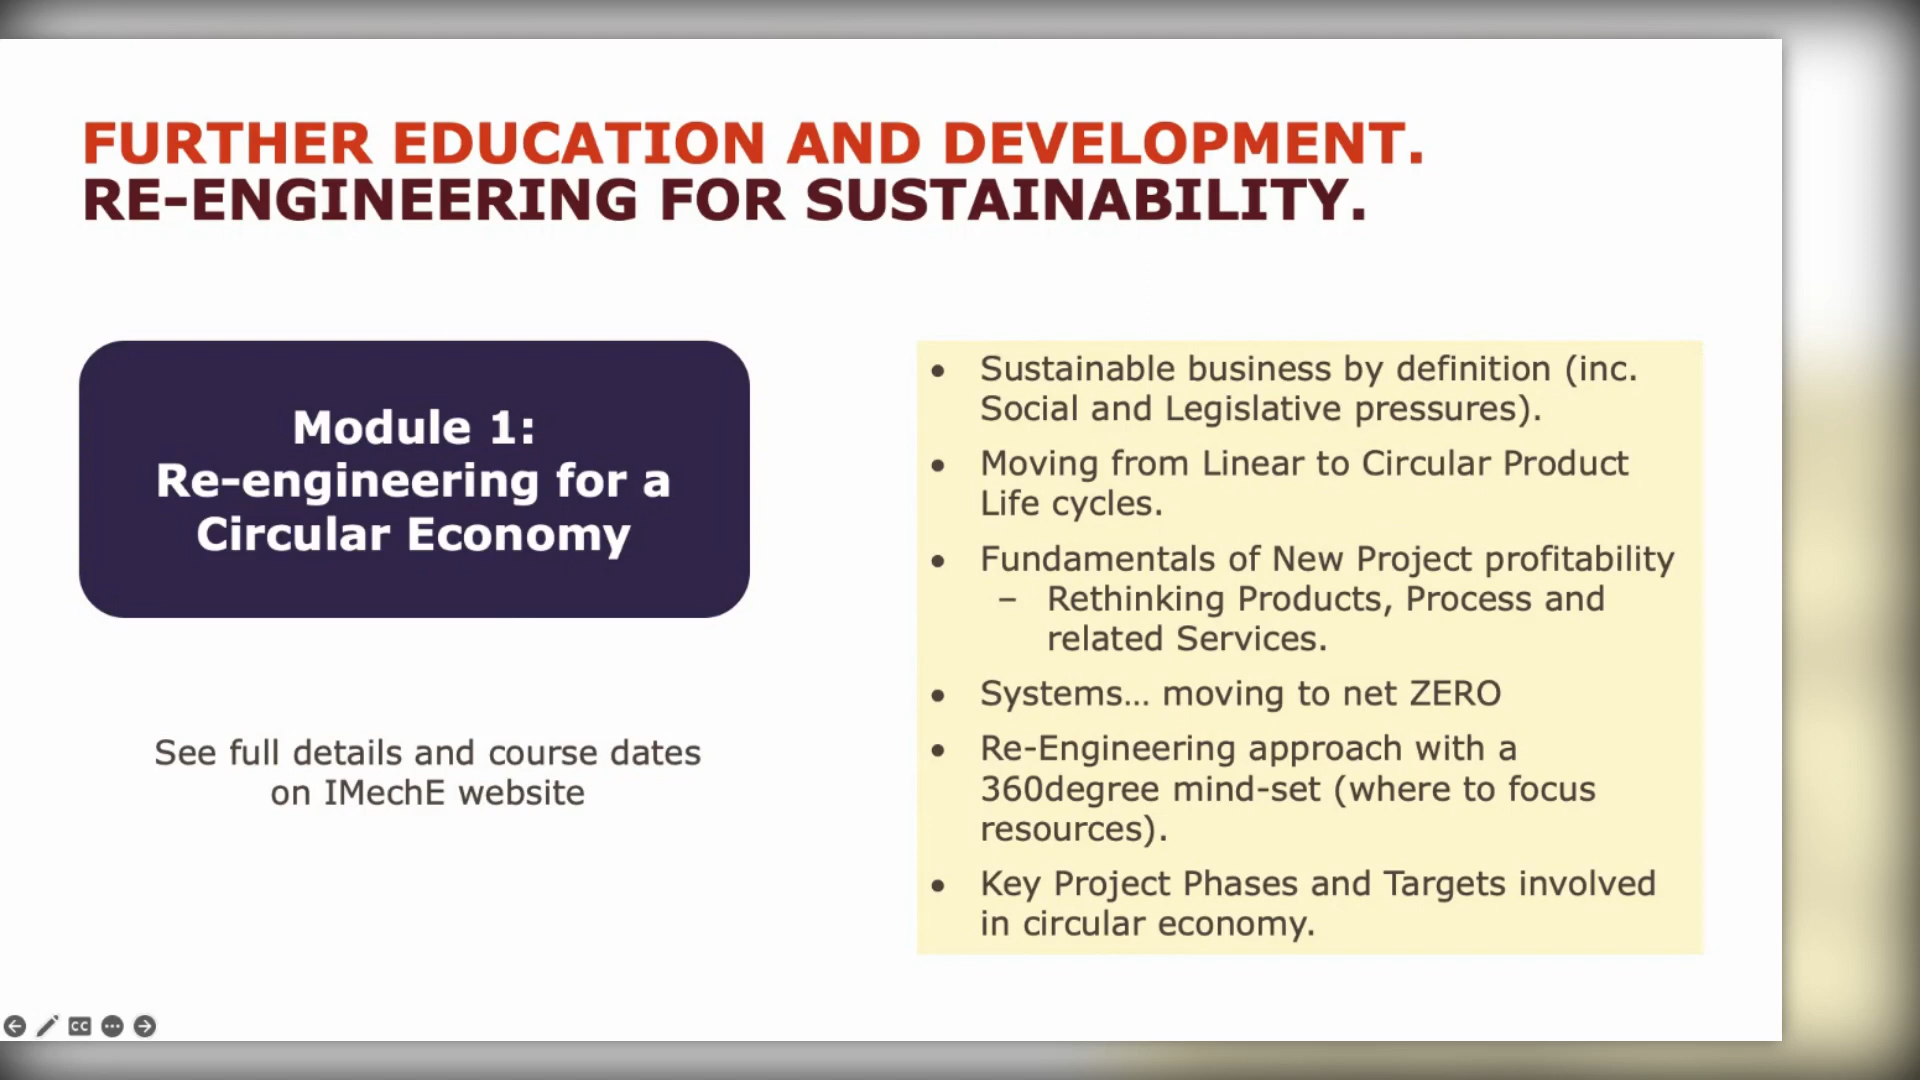 FURTHER EDUCATION AND DEVELOPMENT.
RE-ENGINEERING FOR SUSTAINABILITY.
Module 1:
Re-engineering for a
Circular Economy
See full details and course dates
on IMechE website
• Sustainable business by definition (inc.
Social and Legislative pressures).
• Moving from Linear to Circular Product
Life cycles.
• Fundamentals of New Project profitability
– Rethinking Products, Process and
related Services.
• Systems... moving to net ZERO
• Re-Engineering approach with a
360degree mind-set (where to focus
resources).
• Key Project Phases and Targets involved
in circular economy.
CC